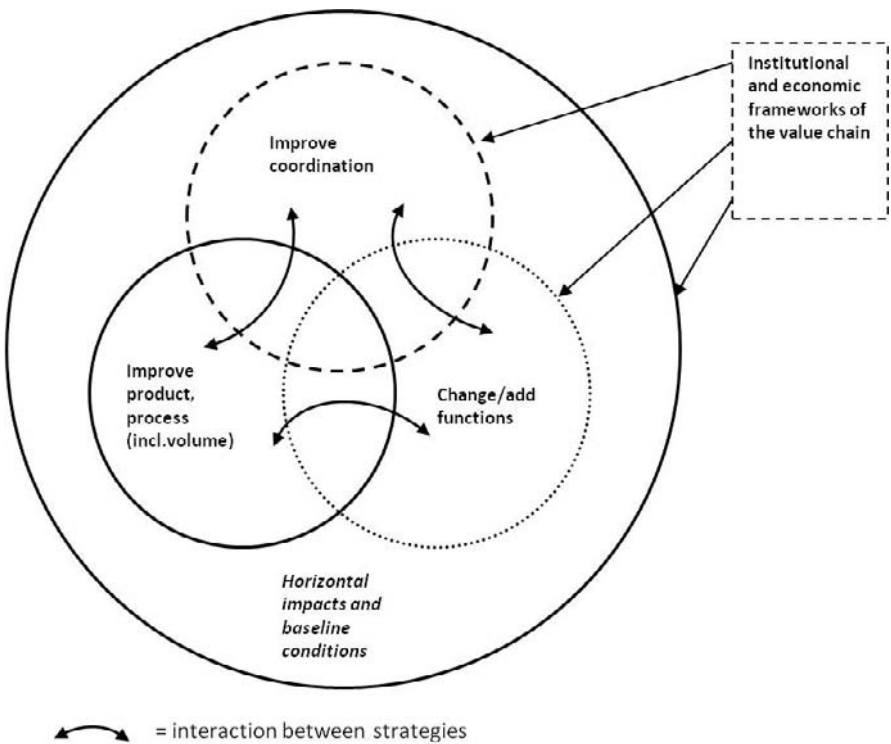 Institutional
and economic
frameworks of
the value chain
Improve
coordination
Improve
product,
process
(incl.volume)
Change/add
functions
Horizontal
impacts and
baseline
conditions
= interaction between strategies